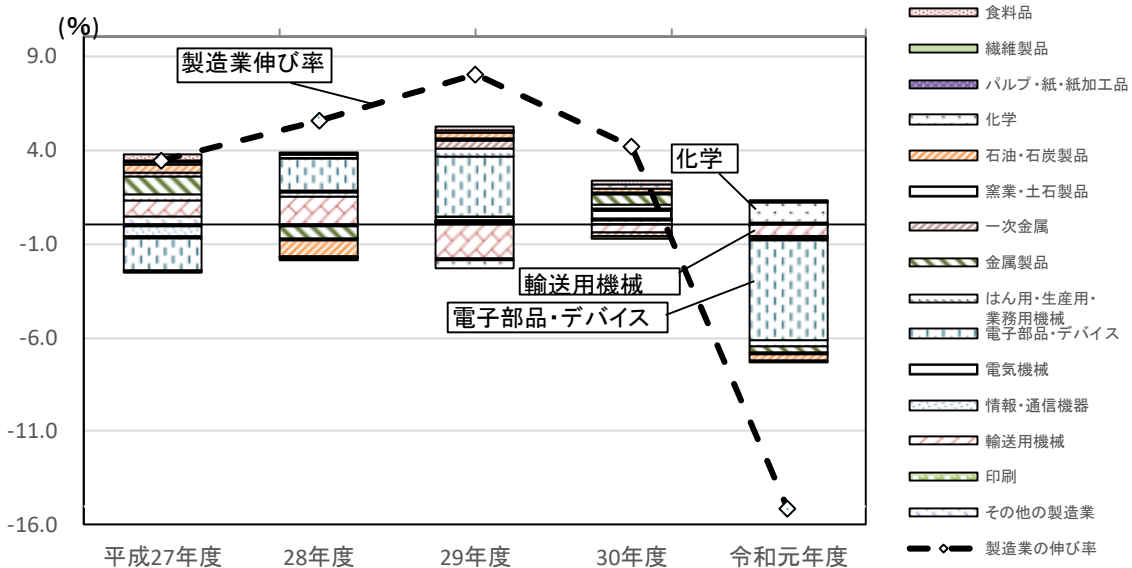 (%)
9.0
4.0
-1.0
-6.0
-11.0
-16.0
製造業伸び率
化学
輸送用機械
電子部品・デバイス
平成27年度
28年度
29年度
30年度
令和元年度
食料品
繊維製品
パルプ・紙・紙加工品
化学
石油・石炭製品
窯業・土石製品
一次金属
金属製品
はん用・生産用・
業務用機械
電子部品・デバイス
電気機械
情報・通信機器
輸送用機械
印刷
その他の製造業
製造業の伸び率